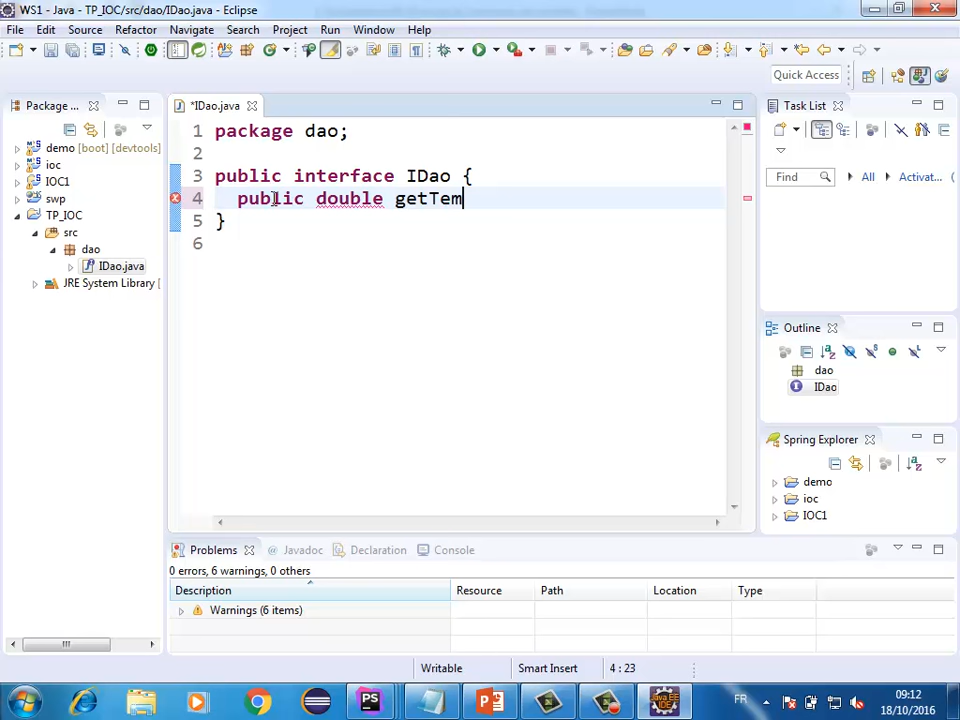 WS1 - Java - TP_IOC/src/dao/IDao.java - Eclipse
File Edit Source Refactor Navigate Search Project Run Window Help
Quick Access
Package ...
*IDao.java
Task List
demo [boot] [devtools]
ioc
IOC1
swp
TP_IOC
src
dao
IDao.java
JRE System Library [
1 package dao;
2
3 public interface IDao {
4 public double getTem
5 }
6
Find All Activat...
Outline
dao
IDao
Spring Explorer
demo
ioc
IOC1
Problems @ Javadoc Declaration Console
0 errors, 6 warnings, 0 others
Description Resource Path Location Type
Warnings (6 items)
Writable Smart Insert 4 : 23
FR
09:12
18/10/2016